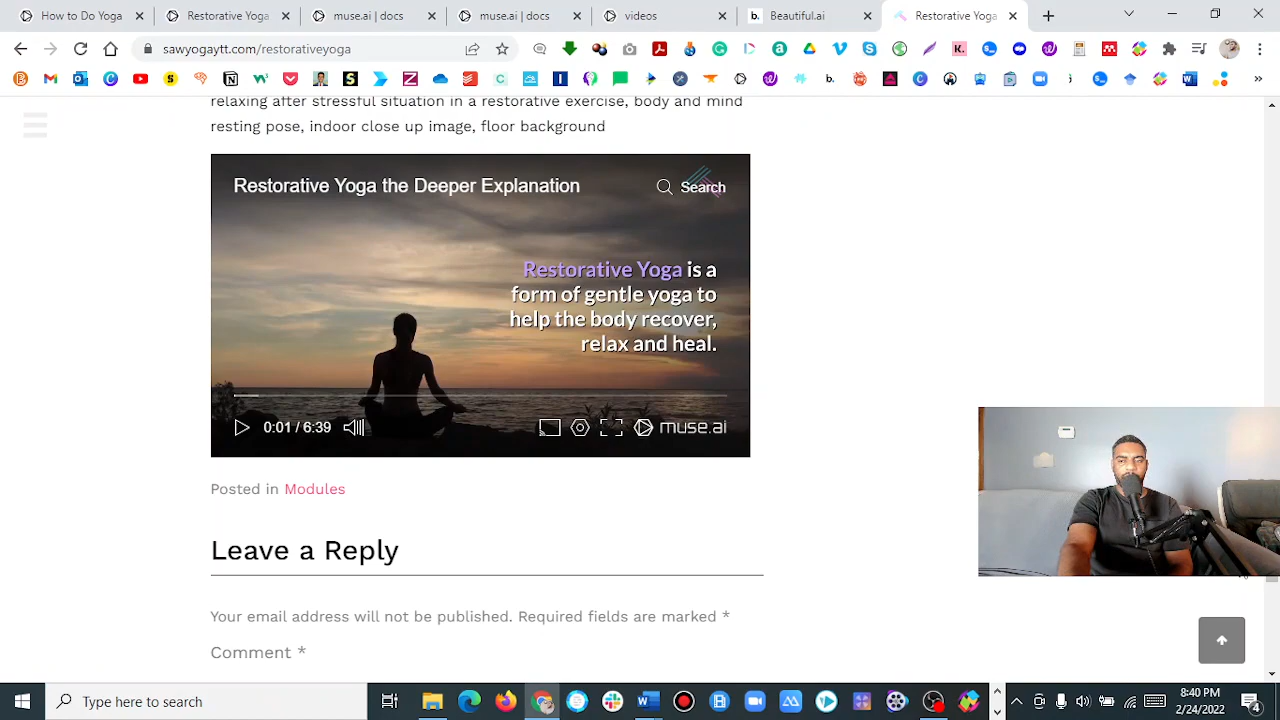 How to Do Yoga
Restorative Yoga
muse.ai | docs
muse.ai | docs
videos
Beautiful.ai
Restorative Yoga
sawyogaytt.com/restorativeyoga
relaxing after stressful situation in a restorative exercise, body and mind
resting pose, indoor close up image, floor background
Restorative Yoga the Deeper Explanation
Search
Restorative Yoga is a
form of gentle yoga to
help the body recover,
relax and heal.
0:01 / 6:39
muse.ai
Posted in Modules
Leave a Reply
Your email address will not be published. Required fields are marked *
Comment *
Type here to search
8:40 PM
2/24/2022